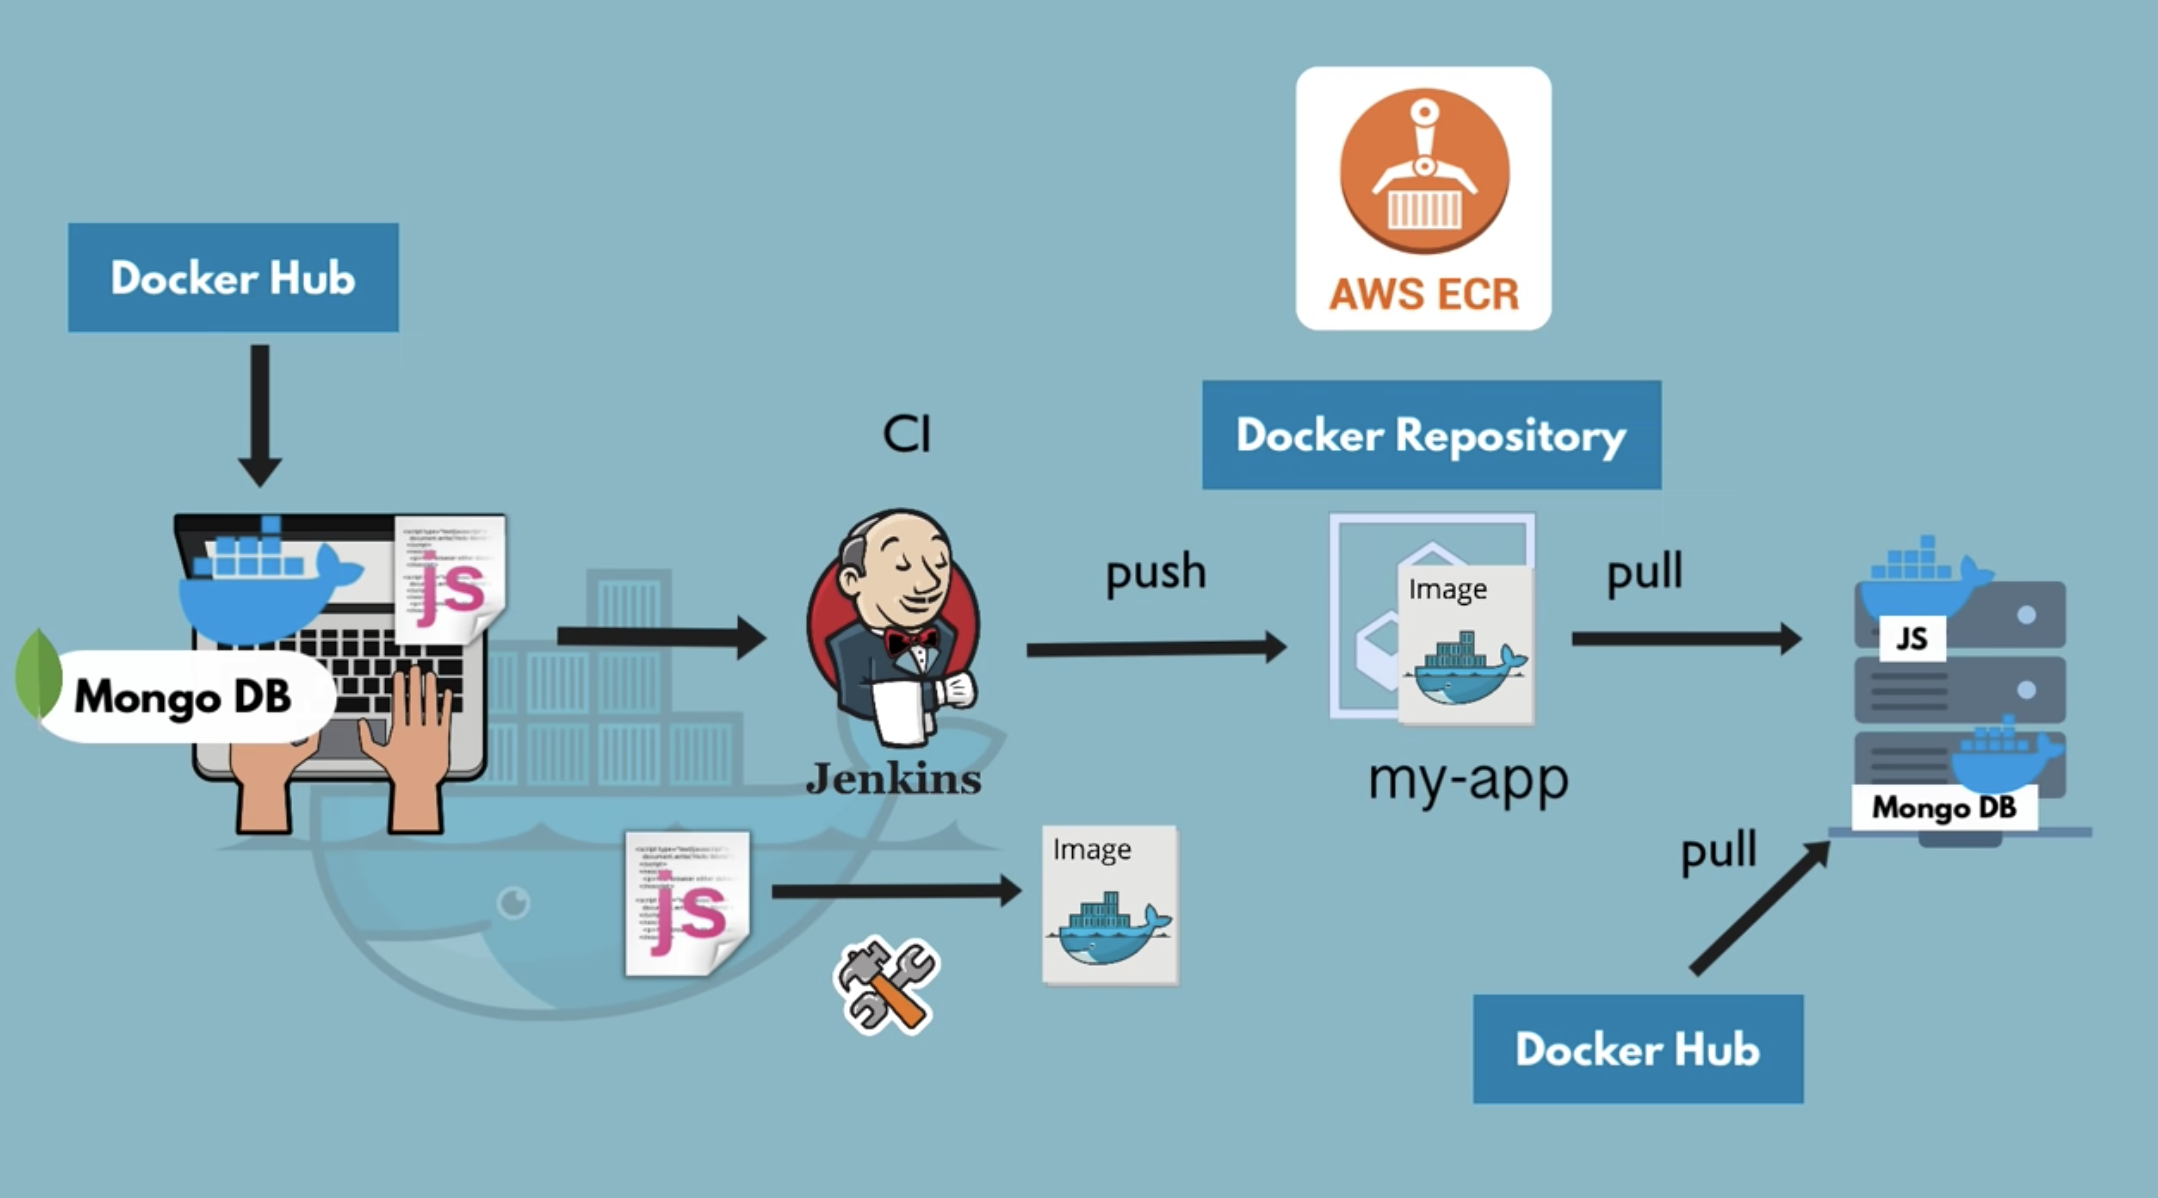 AWS ECR
Docker Hub
Docker Repository
CI
js
Image
push
pull
JS
Mongo DB
Jenkins
my-app
Mongo DB
js
Image
pull
Docker Hub